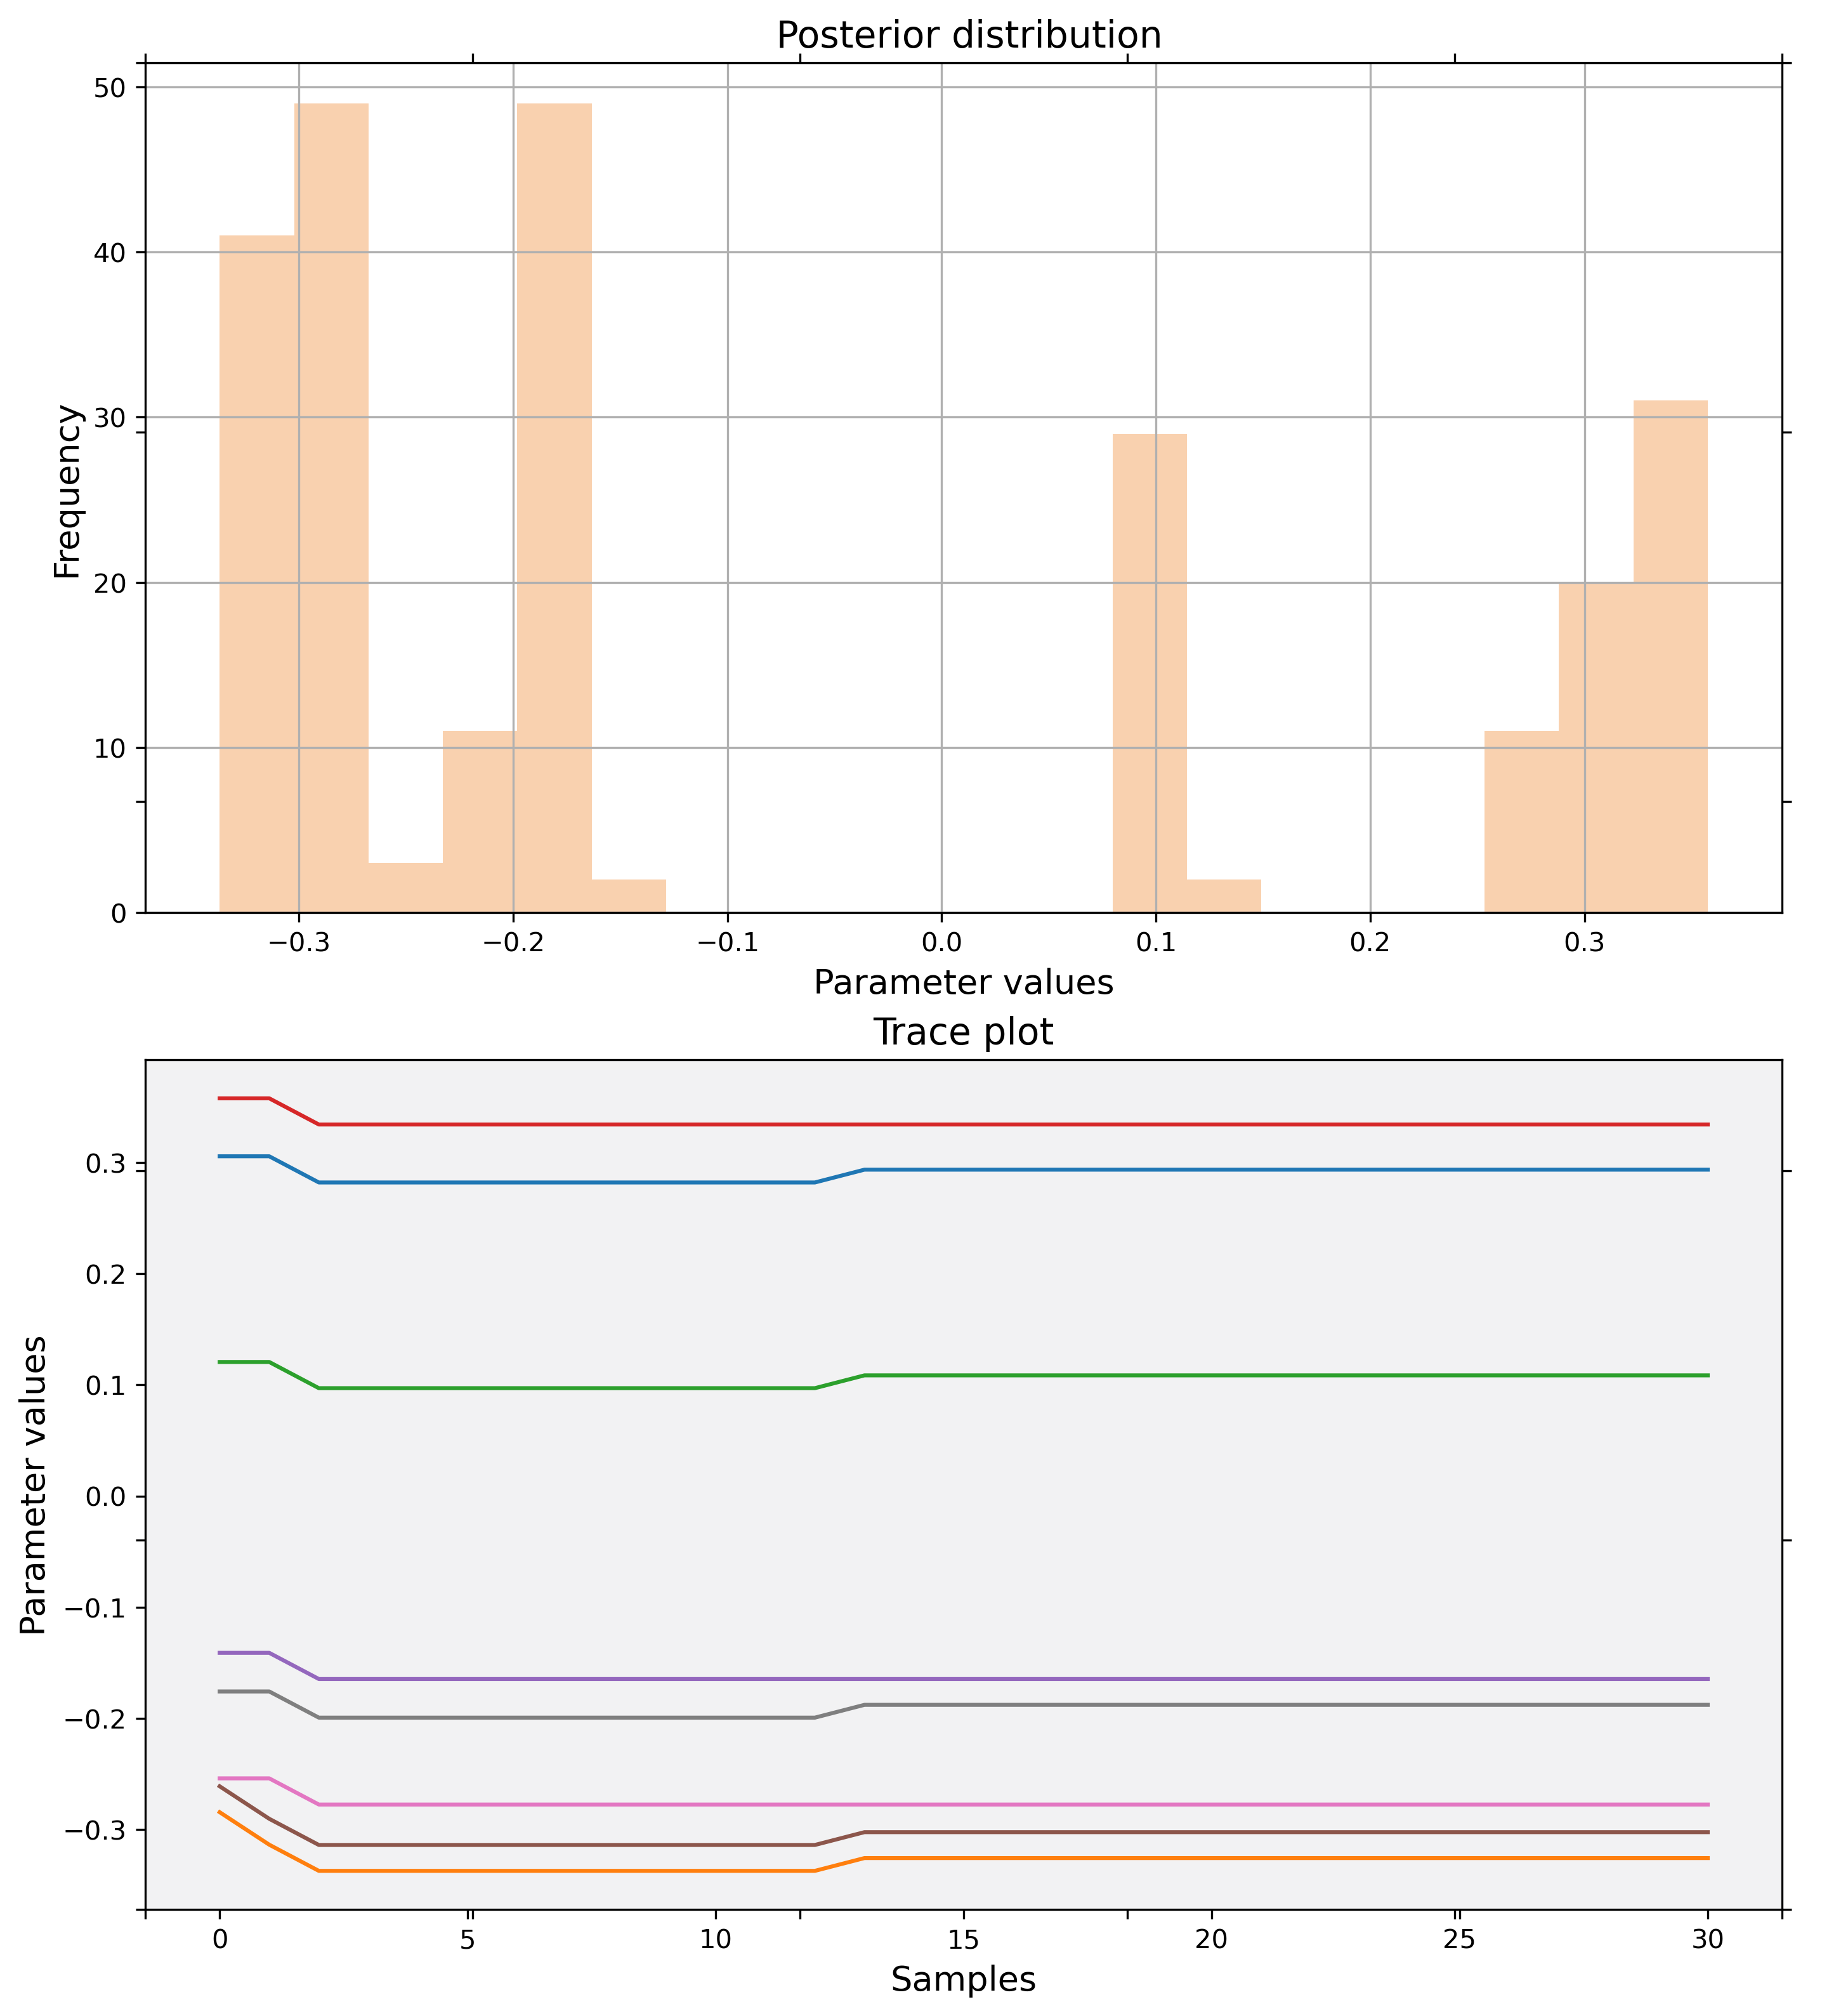 Posterior distribution
50
40
30
20
10
0
Frequency
−0.3 −0.2 −0.1 0.0 0.1 0.2 0.3
Parameter values
Trace plot
0.3
0.2
0.1
0.0
−0.1
−0.2
−0.3
Parameter values
0 5 10 15 20 25 30
Samples